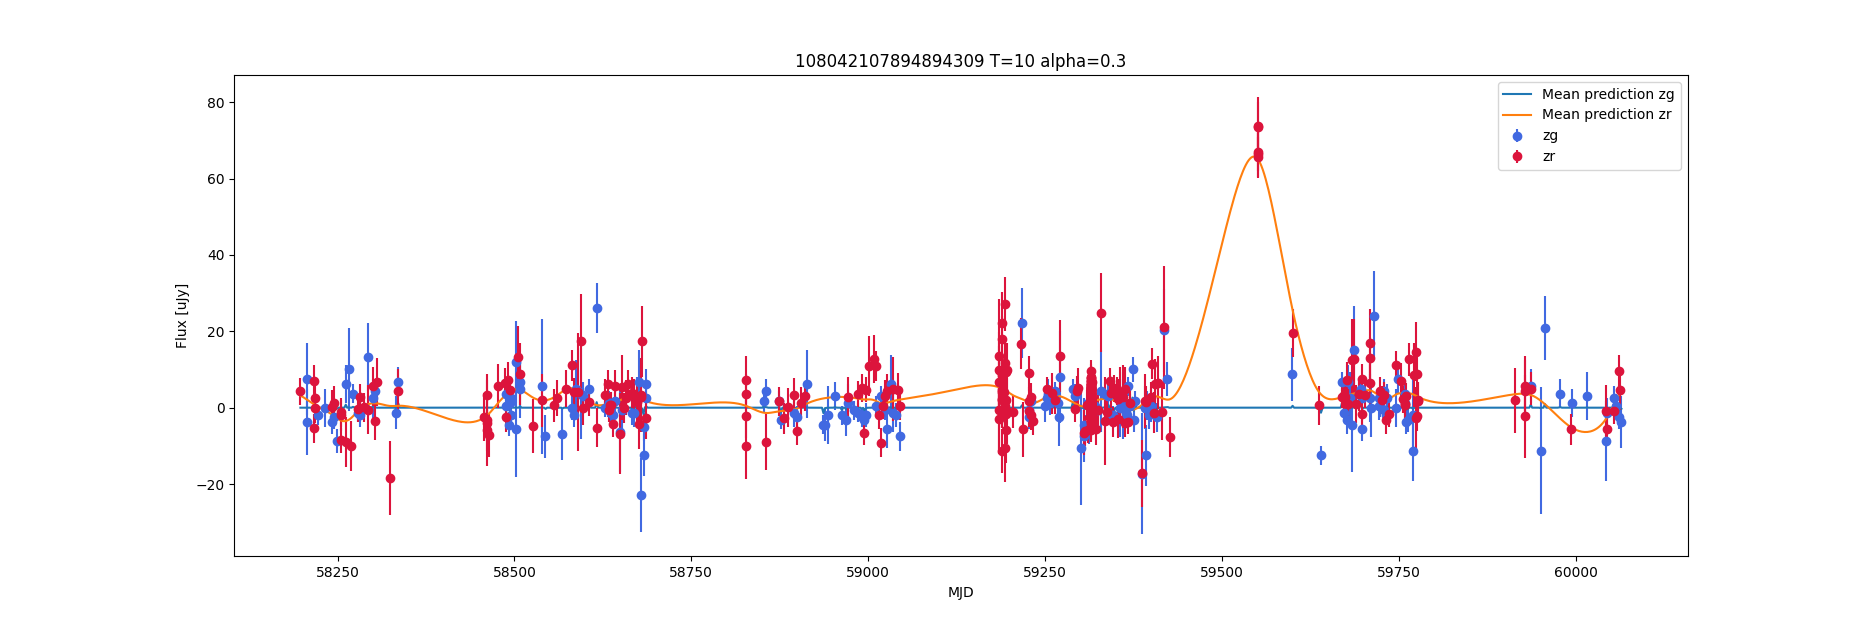 108042107894894309 T=10 alpha=0.3
Mean prediction zg
Mean prediction zr
zg
zr
Flux [uJy]
80
60
40
20
0
−20
58250 58500 58750 59000 59250 59500 59750 60000
MJD